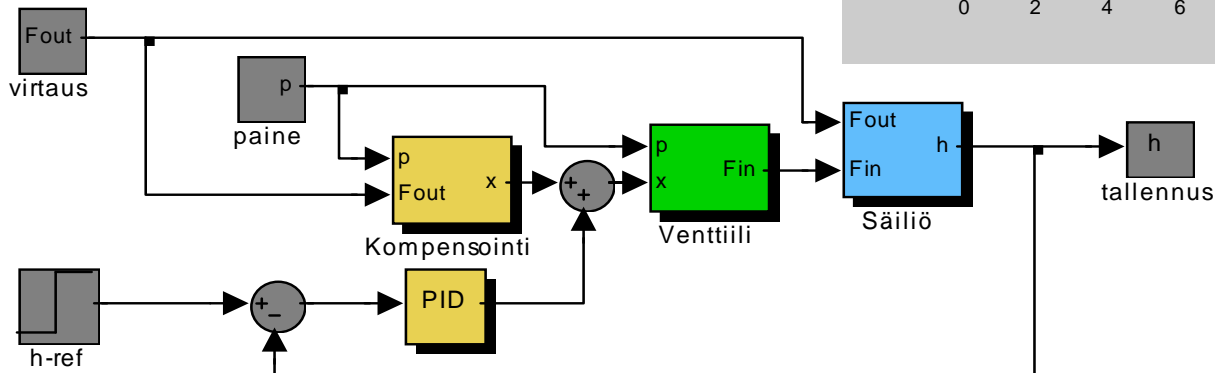 0 2 4 6
Fout
virtaus
p
paine
p
Fout
x
Kompensointi
+
+
p
x
Fin
Venttiili
Fout
Fin
h
Säiliö
h
tallennus
h-ref
+
−
PID